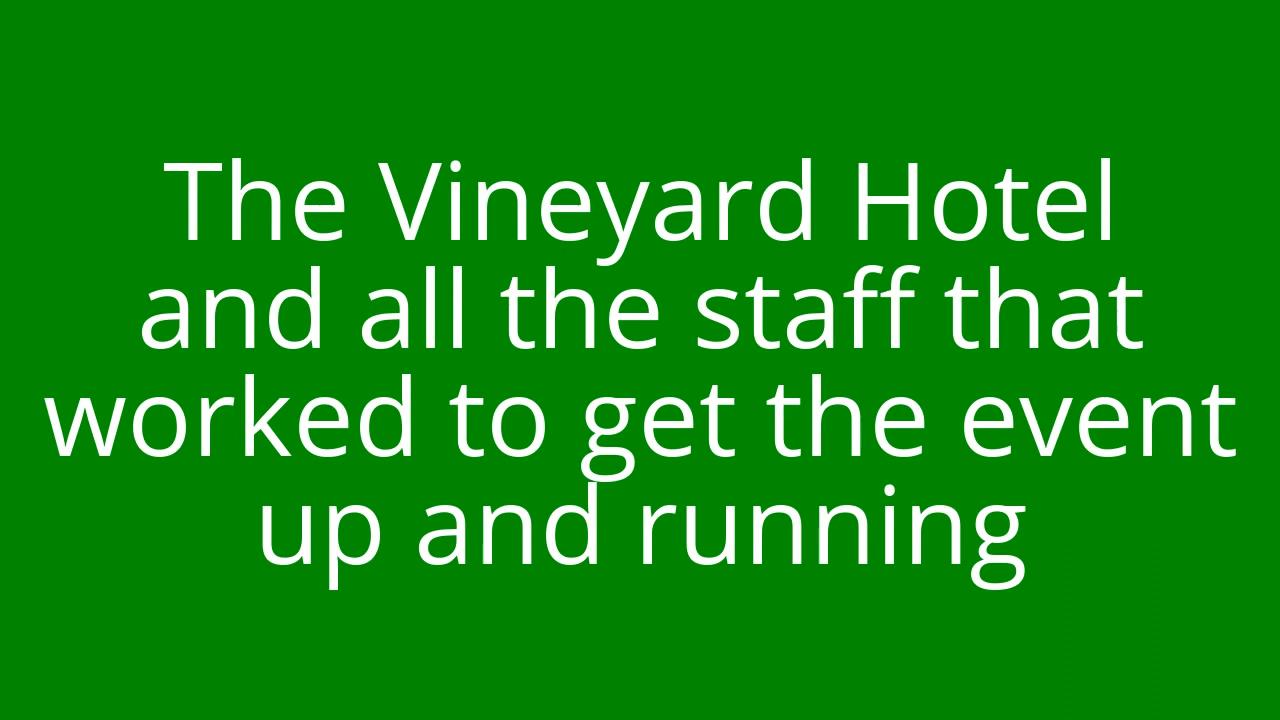 The Vineyard Hotel
and all the staff that
worked to get the event
up and running